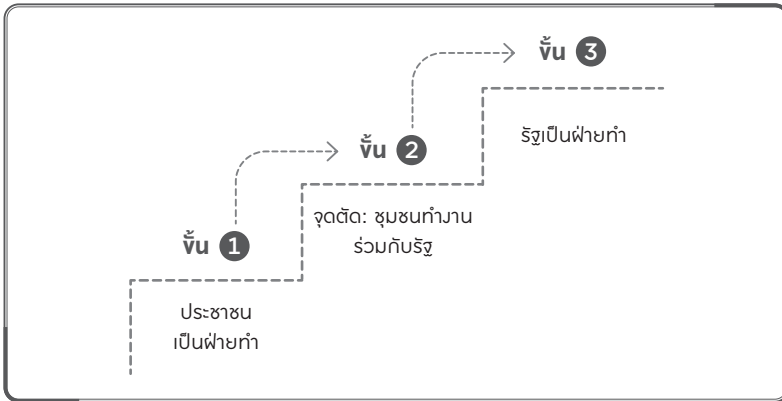 ขั้น 3
รัฐเป็นฝ่ายทำ
ขั้น 2
จุดตัด: ชุมชนทำงาน
ร่วมกับรัฐ
ขั้น 1
ประชาชน
เป็นฝ่ายทำ